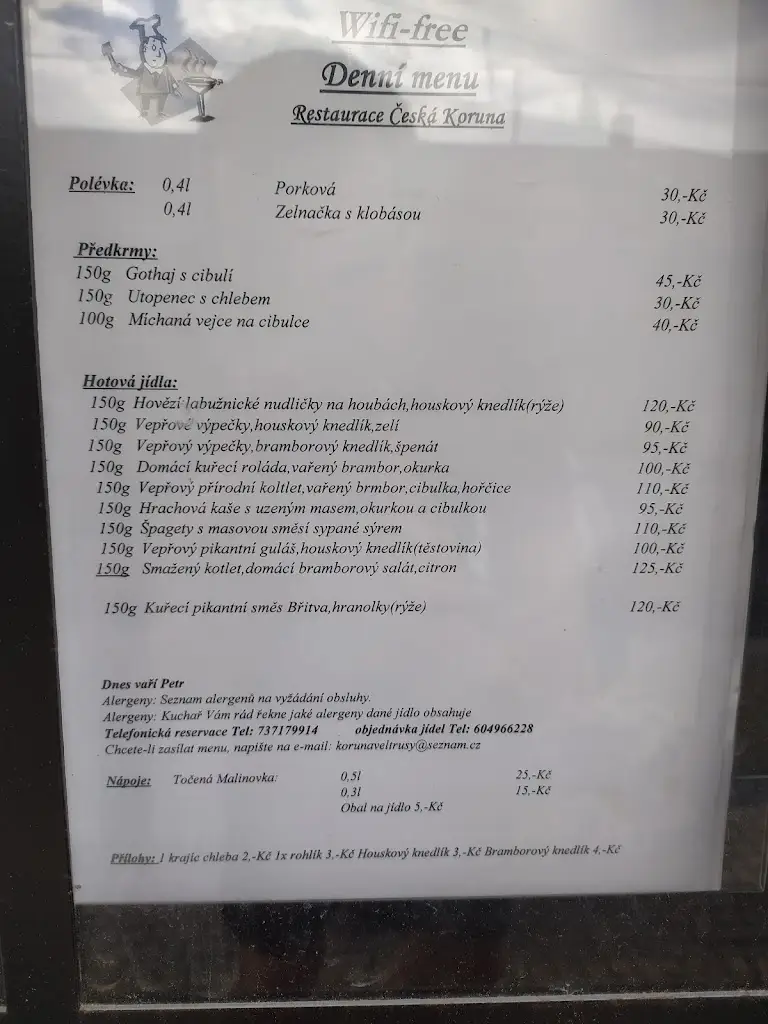 Wifi-free
Denní menu
Restaurace Česká Koruna
Polévka: 0,4l Porková 30,-Kč
0,4l Zelnačka s klobásou 30,-Kč
Předkrmy:
150g Gothaj s cibulí 45,-Kč
150g Utopenec s chlebem 30,-Kč
100g Míchaná vejce na cibulce 40,-Kč
Hotová jídla:
150g Hovězí labužnické nudličky na houbách,houskový knedlík(rýže) 120,-Kč
150g Vepřové výpečky,houskový knedlík,zelí 90,-Kč
150g Vepřový výpečky,bramborový knedlík,špenát 95,-Kč
150g Domácí kuřecí roláda,vařený brambor,okurka 100,-Kč
150g Vepřový přírodní koltlet,vařený brmbor,cibulka,hořčice 110,-Kč
150g Hrachová kaše s uzeným masem,okurkou a cibulkou 95,-Kč
150g Špagety s masovou směsí sypané sýrem 110,-Kč
150g Vepřový pikantní guláš,houskový knedlík(těstovina) 100,-Kč
150g Smažený kotlet,domácí bramborový salát,citron 125,-Kč
150g Kuřecí pikantní směs Břitva,hranolky(rýže) 120,-Kč
Dnes vaří Petr
Alergeny: Seznam alergenů na vyžádání obsluhy.
Alergeny: Kuchař Vám rád řekne jaké alergeny dané jídlo obsahuje
Telefonická reservace Tel: 737179914 objednávka jídel Tel: 604966228
Chcete-li zasílat menu, napište na e-mail: korunaveltrusy@seznam.cz
Nápoje: Točená Malinovka: 0,5l 25,-Kč
0,3l 15,-Kč
Obal na jídlo 5,-Kč
Přílohy: 1 krajíc chleba 2,-Kč 1x rohlík 3,-Kč Houskový knedlík 3,-Kč Bramborový knedlík 4,-Kč